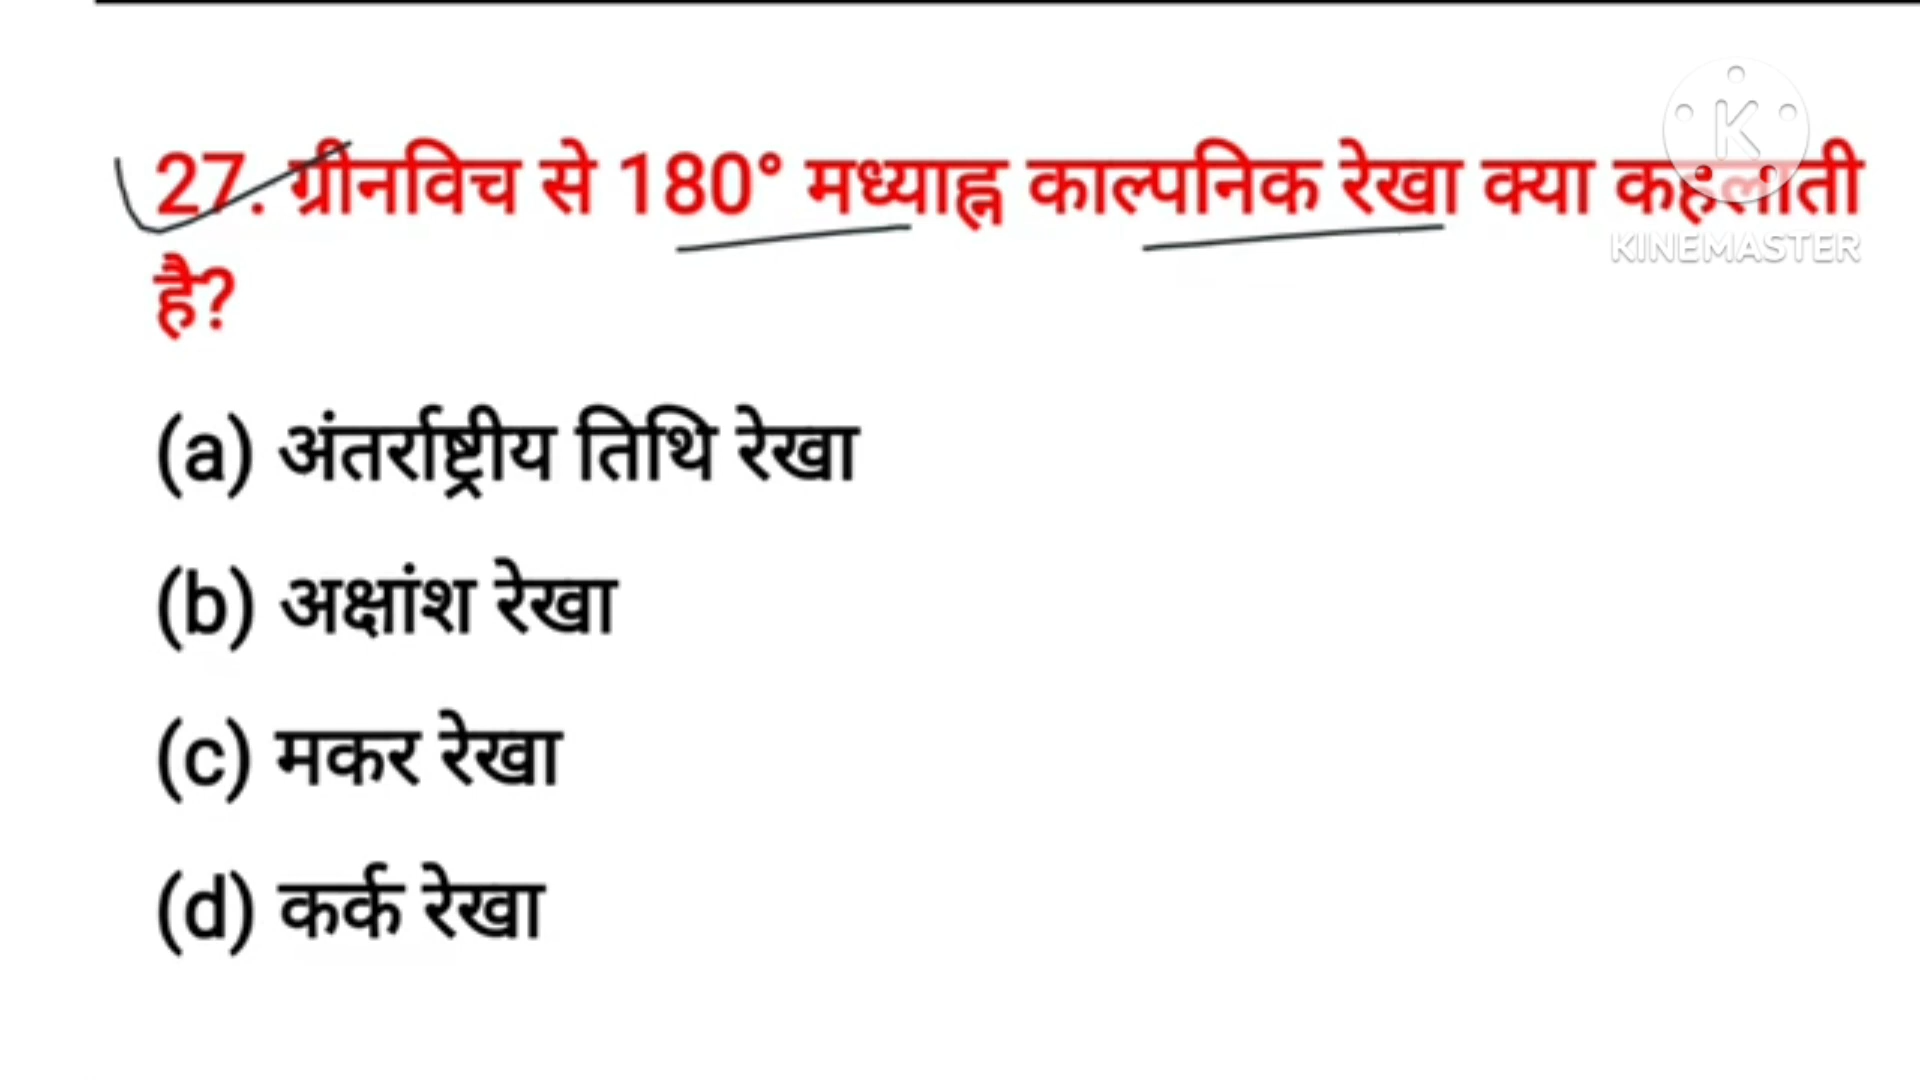 27. ग्रीनविच से 180° मध्याह्न काल्पनिक रेखा क्या कहलाती
है?
(a) अंतर्राष्ट्रीय तिथि रेखा
(b) अक्षांश रेखा
(c) मकर रेखा
(d) कर्क रेखा
K
KINEMASTER